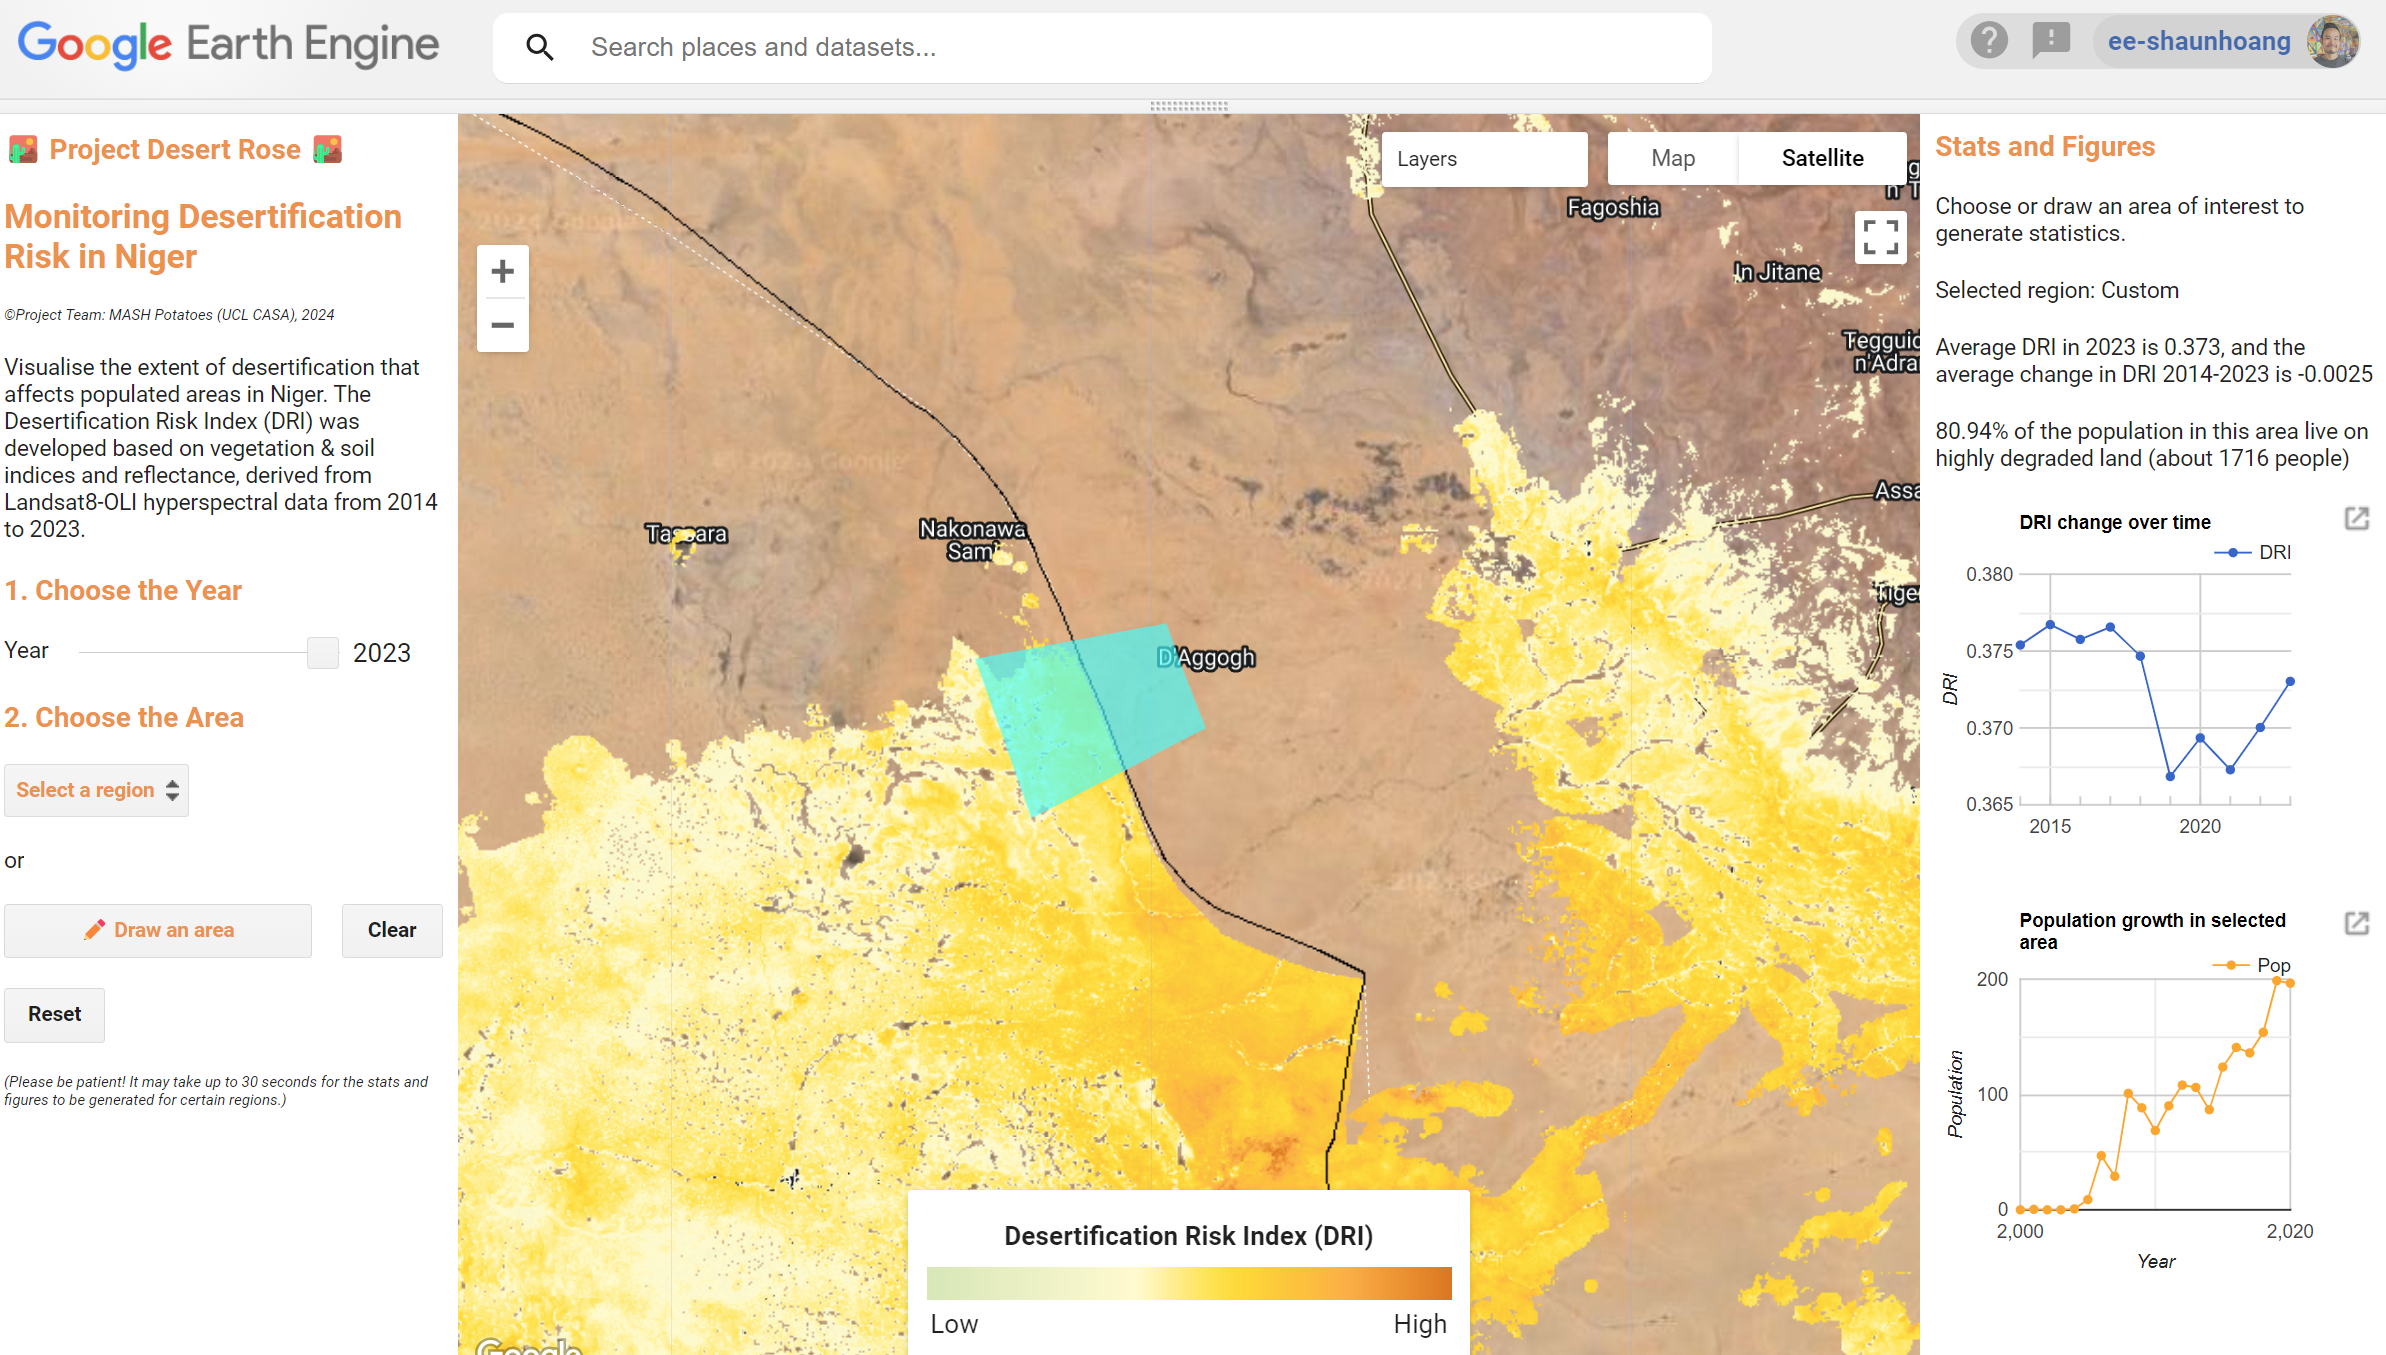 Google Earth Engine
Search places and datasets...
ee-shaunhoang
Project Desert Rose
Monitoring Desertification
Risk in Niger
©Project Team: MASH Potatoes (UCL CASA), 2024
Visualise the extent of desertification that
affects populated areas in Niger. The
Desertification Risk Index (DRI) was
developed based on vegetation & soil
indices and reflectance, derived from
Landsat8-OLI hyperspectral data from 2014
to 2023.
1. Choose the Year
Year 2023
2. Choose the Area
Select a region
or
Draw an area Clear
Reset
(Please be patient! It may take up to 30 seconds for the stats and
figures to be generated for certain regions.)
Layers
Map Satellite
Fagoshia
In Jitane
Tassara
Nakonawa
Sami
D'Aggogh
Desertification Risk Index (DRI)
Low High
Google
Stats and Figures
Choose or draw an area of interest to
generate statistics.
Selected region: Custom
Average DRI in 2023 is 0.373, and the
average change in DRI 2014-2023 is -0.0025
80.94% of the population in this area live on
highly degraded land (about 1716 people)
DRI change over time
DRI
0.380
0.375
0.370
0.365
DRI
2015 2020
Population growth in selected
area
Pop
200
100
0
Population
2,000 2,020
Year